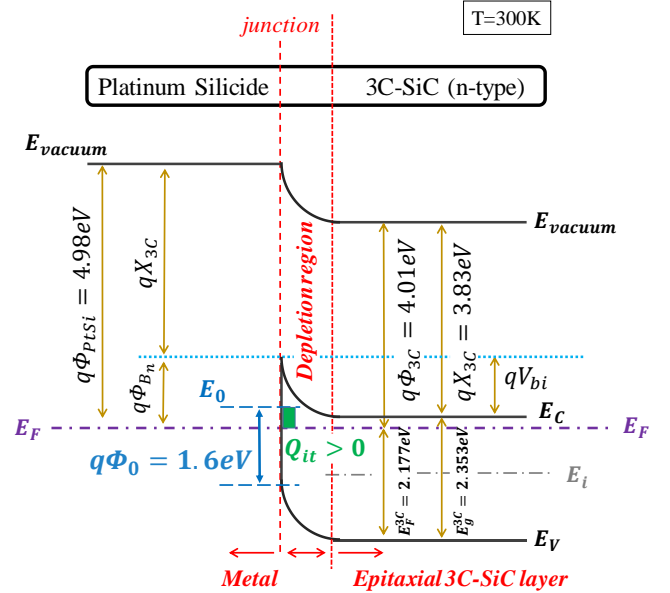 junction
T=300K
Platinum Silicide
3C-SiC (n-type)
E_vacuum
E_vacuum
qΦ_PtSi = 4.98eV
qX_3C
qΦ_Bn
Depletion region
qΦ_3C = 4.01eV
qX_3C = 3.83eV
qV_bi
E_0
E_C
E_F
E_F
Q_it > 0
qΦ_0 = 1.6eV
E_F^3C = 2.177eV
E_g^3C = 2.353eV
E_i
E_V
Metal
Epitaxial 3C-SiC layer